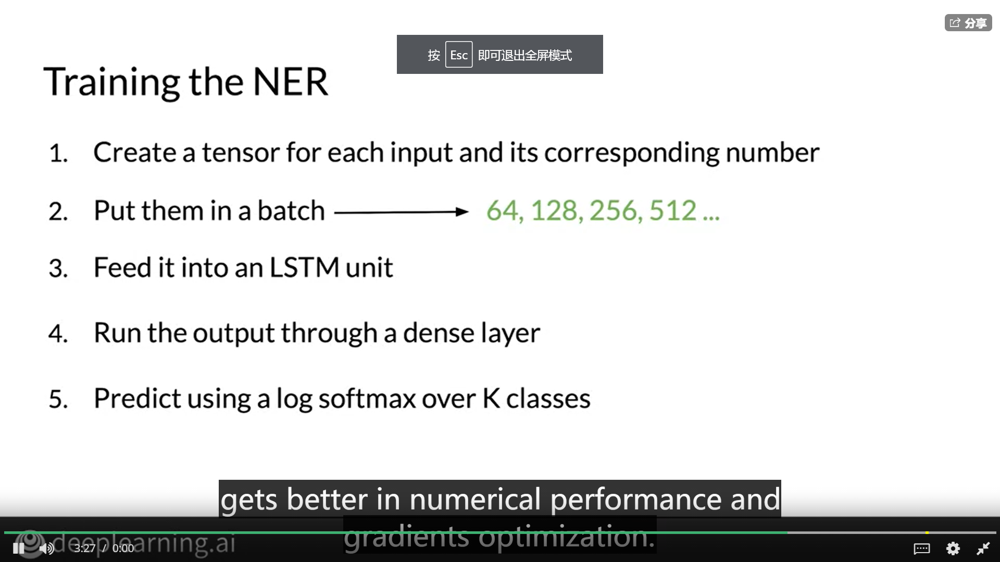 分享
按 Esc 即可退出全屏模式
Training the NER
1. Create a tensor for each input and its corresponding number
2. Put them in a batch 64, 128, 256, 512 ...
3. Feed it into an LSTM unit
4. Run the output through a dense layer
5. Predict using a log softmax over K classes
gets better in numerical performance and
gradients optimization.
deeplearning.ai
3:27 / 0:00